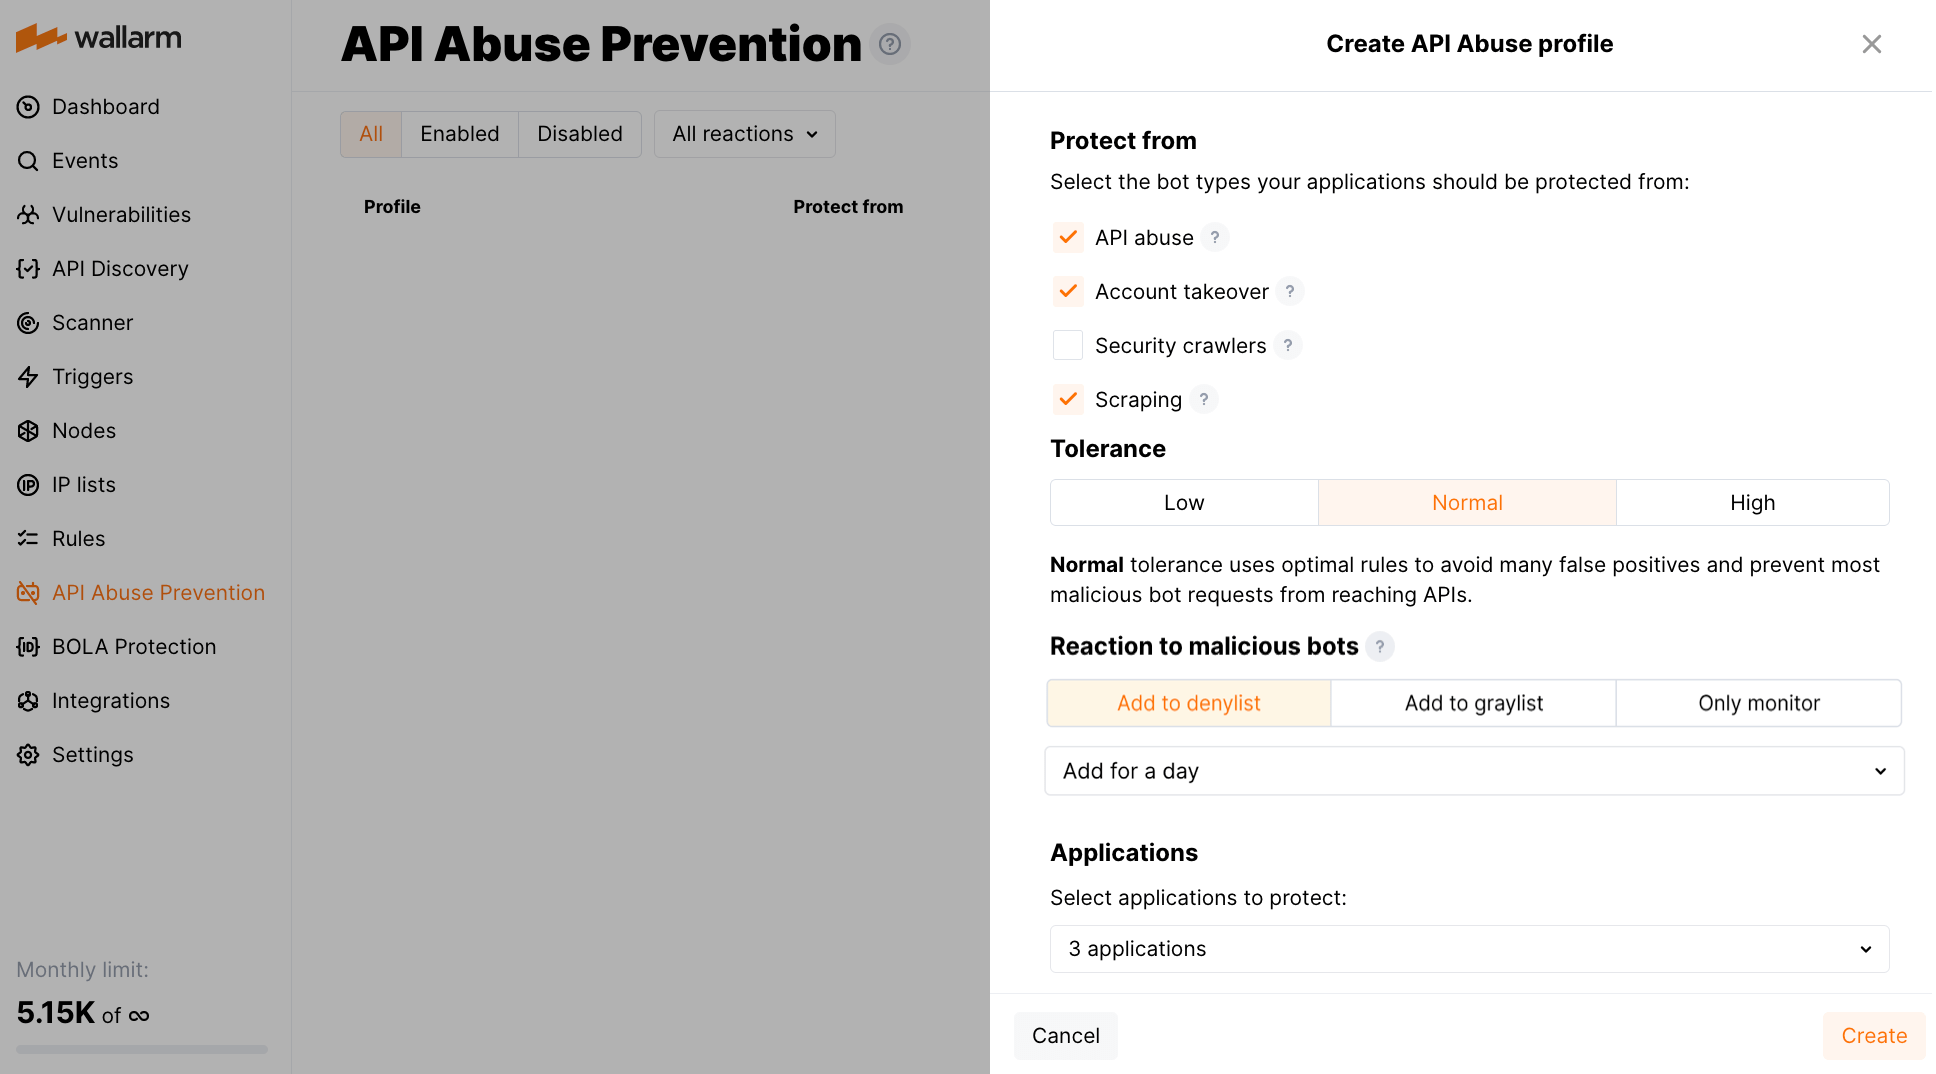 wallarm
Dashboard
Events
Vulnerabilities
API Discovery
Scanner
Triggers
Nodes
IP lists
Rules
API Abuse Prevention
BOLA Protection
Integrations
Settings
Monthly limit:
5.15K of ∞
API Abuse Prevention ?
All Enabled Disabled All reactions
Profile Protect from
Create API Abuse profile
Protect from
Select the bot types your applications should be protected from:
API abuse ?
Account takeover ?
Security crawlers ?
Scraping ?
Tolerance
Low Normal High
Normal tolerance uses optimal rules to avoid many false positives and prevent most
malicious bot requests from reaching APIs.
Reaction to malicious bots ?
Add to denylist Add to graylist Only monitor
Add for a day
Applications
Select applications to protect:
3 applications
Cancel Create